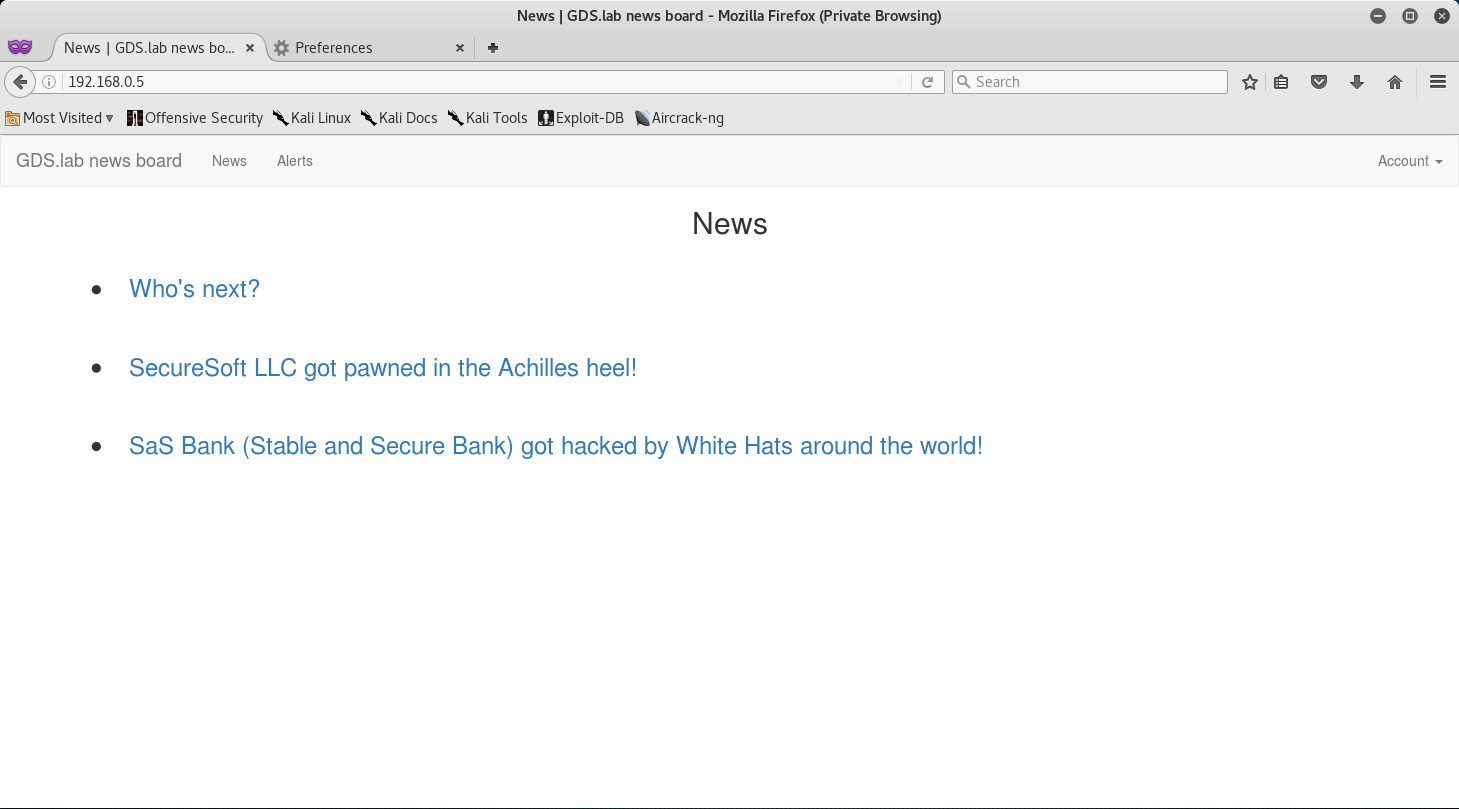 News | GDS.lab news board - Mozilla Firefox (Private Browsing)
News | GDS.lab news bo... Preferences
192.168.0.5 Search
Most Visited Offensive Security Kali Linux Kali Docs Kali Tools Exploit-DB Aircrack-ng
GDS.lab news board News Alerts Account
News
Who's next?
SecureSoft LLC got pawned in the Achilles heel!
SaS Bank (Stable and Secure Bank) got hacked by White Hats around the world!